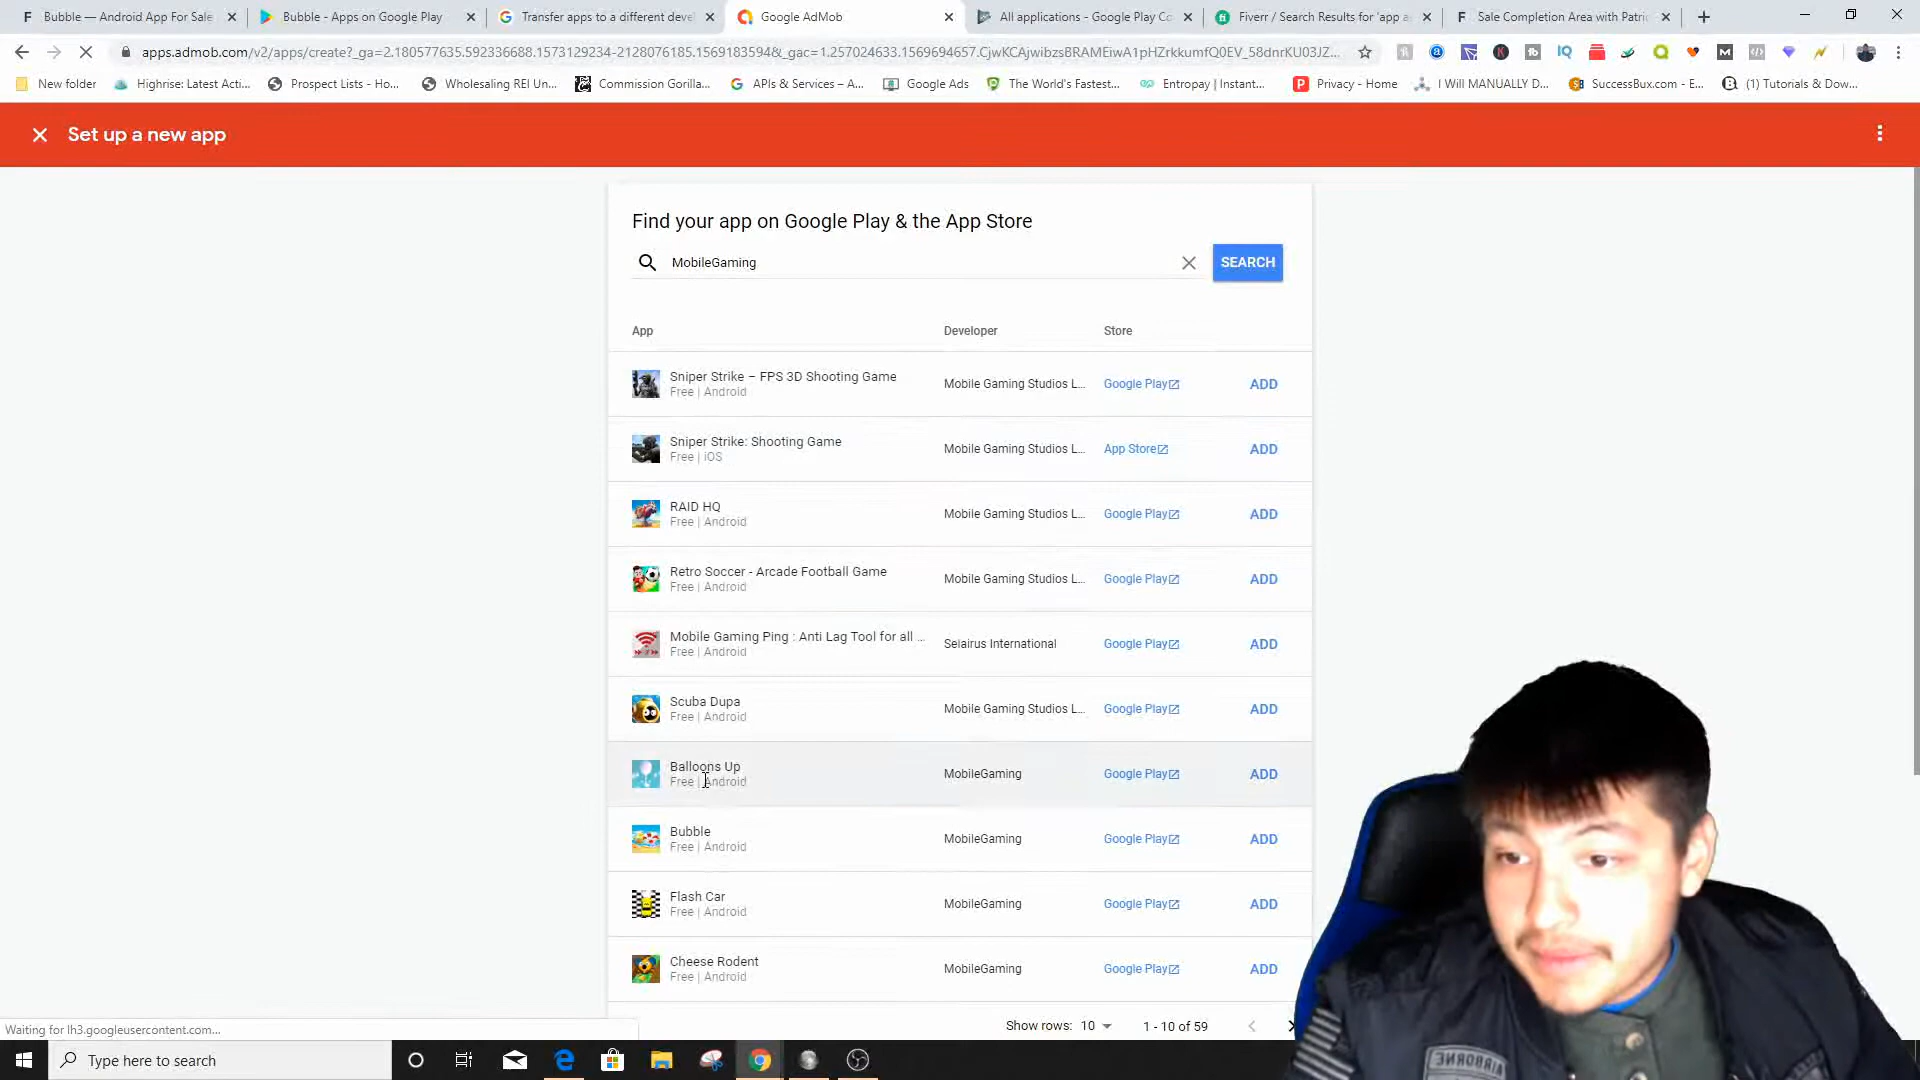 Bubble — Android App For Sale
Bubble - Apps on Google Play
Transfer apps to a different deve
Google AdMob
All applications - Google Play Co
Fiverr / Search Results for 'app a
Sale Completion Area with Patric
apps.admob.com/v2/apps/create?_ga=2.180577635.592336688.1573129234-2128076185.1569183594&_gac=1.257024633.1569694657.CjwKCAjwibzsBRAMEiwA1pHZrkkumfQ0EV_58dnrKU03JZ...
New folder
Highrise: Latest Acti...
Prospect Lists - Ho...
Wholesaling REI Un...
Commission Gorilla...
APIs & Services – A...
Google Ads
The World's Fastest...
Entropay | Instant...
Privacy - Home
I Will MANUALLY D...
SuccessBux.com - E...
(1) Tutorials & Dow...
Set up a new app
Find your app on Google Play & the App Store
MobileGaming
SEARCH
App Developer Store
Sniper Strike – FPS 3D Shooting Game
Free | Android
Mobile Gaming Studios L...
Google Play
ADD
Sniper Strike: Shooting Game
Free | iOS
Mobile Gaming Studios L...
App Store
ADD
RAID HQ
Free | Android
Mobile Gaming Studios L...
Google Play
ADD
Retro Soccer - Arcade Football Game
Free | Android
Mobile Gaming Studios L...
Google Play
ADD
Mobile Gaming Ping : Anti Lag Tool for all ...
Free | Android
Seiairus International
Google Play
ADD
Scuba Dupa
Free | Android
Mobile Gaming Studios L...
Google Play
ADD
Balloons Up
Free | Android
MobileGaming
Google Play
ADD
Bubble
Free | Android
MobileGaming
Google Play
ADD
Flash Car
Free | Android
MobileGaming
Google Play
ADD
Cheese Rodent
Free | Android
MobileGaming
Google Play
ADD
Show rows: 10 1 - 10 of 59
Waiting for lh3.googleusercontent.com...
Type here to search
AIRBORNE